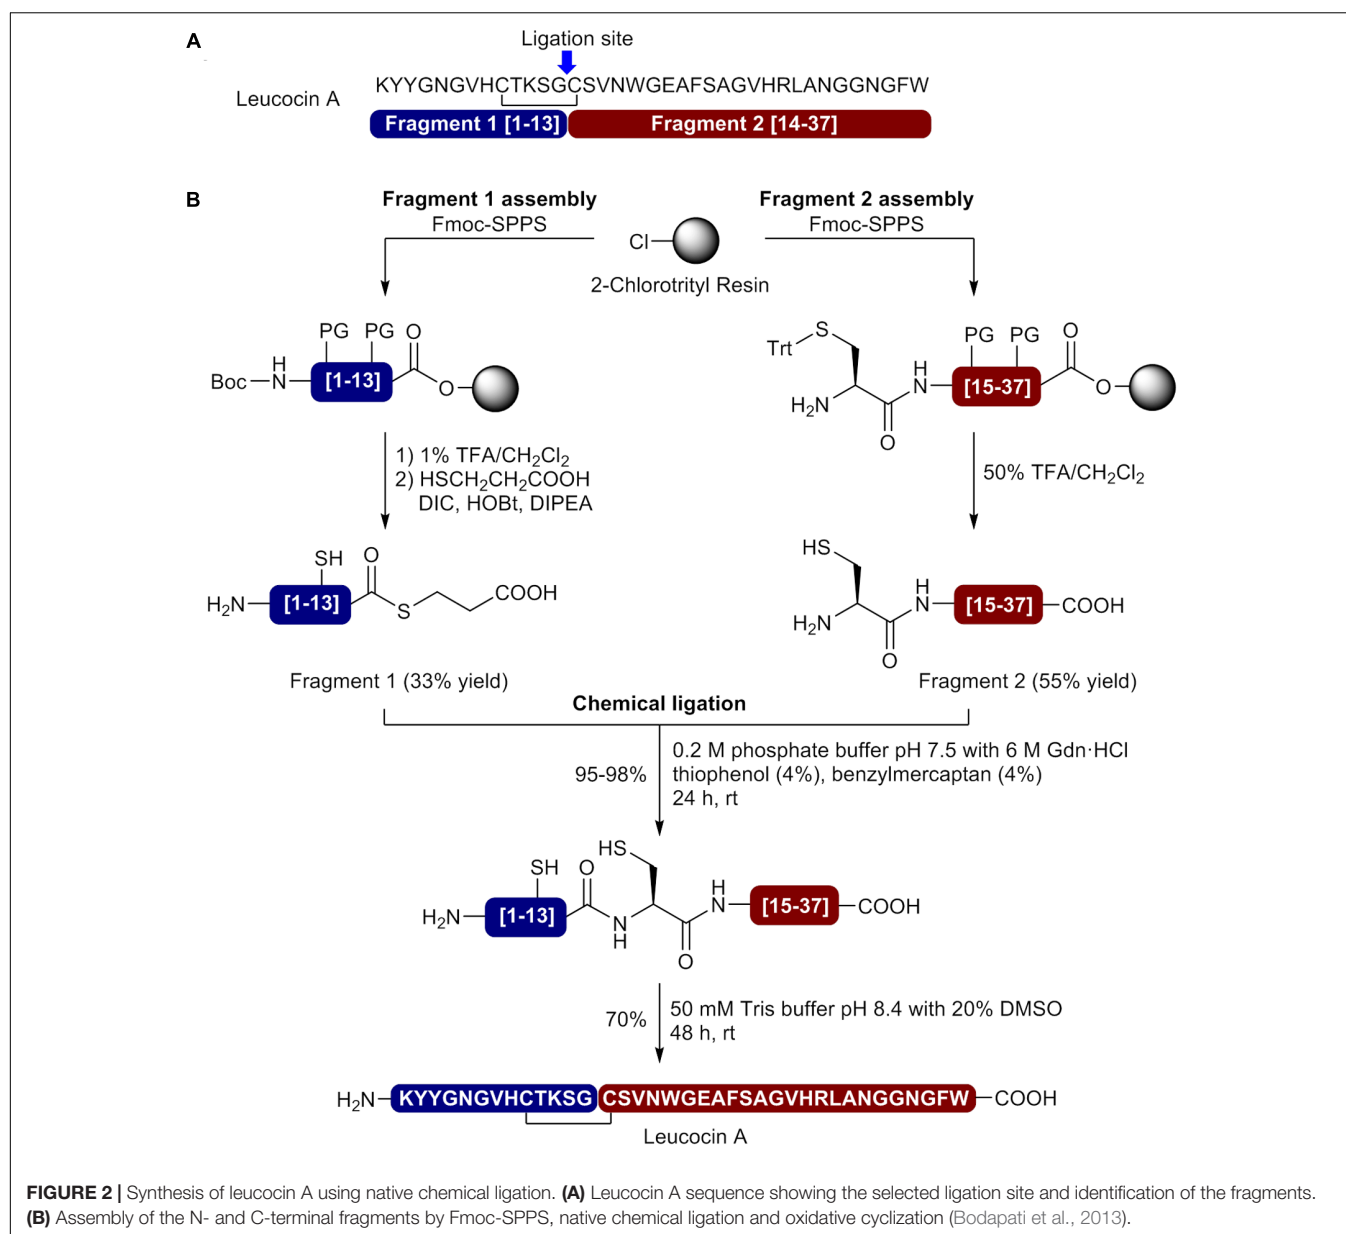 A
Ligation site
Leucocin A
KYYGNGVHCTKSGCSVNWGEAFSAGVHRLANGGNGFW
Fragment 1 [1-13]
Fragment 2 [14-37]
B
Fragment 1 assembly
Fmoc-SPPS
Fragment 2 assembly
Fmoc-SPPS
Cl
2-Chlorotrityl Resin
PG PG O
Boc N H [1-13] O
S
Trt
PG PG O
H2N O N H [15-37] O
1) 1% TFA/CH2Cl2
2) HSCH2CH2COOH
DIC, HOBt, DIPEA
50% TFA/CH2Cl2
SH O
H2N [1-13] S COOH
HS
H2N O N H [15-37] COOH
Fragment 1 (33% yield)
Fragment 2 (55% yield)
Chemical ligation
95-98%
0.2 M phosphate buffer pH 7.5 with 6 M Gdn·HCl
thiophenol (4%), benzylmercaptan (4%)
24 h, rt
SH O HS
H2N [1-13] N H O N H [15-37] COOH
70%
50 mM Tris buffer pH 8.4 with 20% DMSO
48 h, rt
H2N KYYGNGVHCTKSG CSVNWGEAFSAGVHRLANGGNGFW COOH
Leucocin A
FIGURE 2 | Synthesis of leucocin A using native chemical ligation. (A) Leucocin A sequence showing the selected ligation site and identification of the fragments.
(B) Assembly of the N- and C-terminal fragments by Fmoc-SPPS, native chemical ligation and oxidative cyclization (Bodapati et al., 2013).